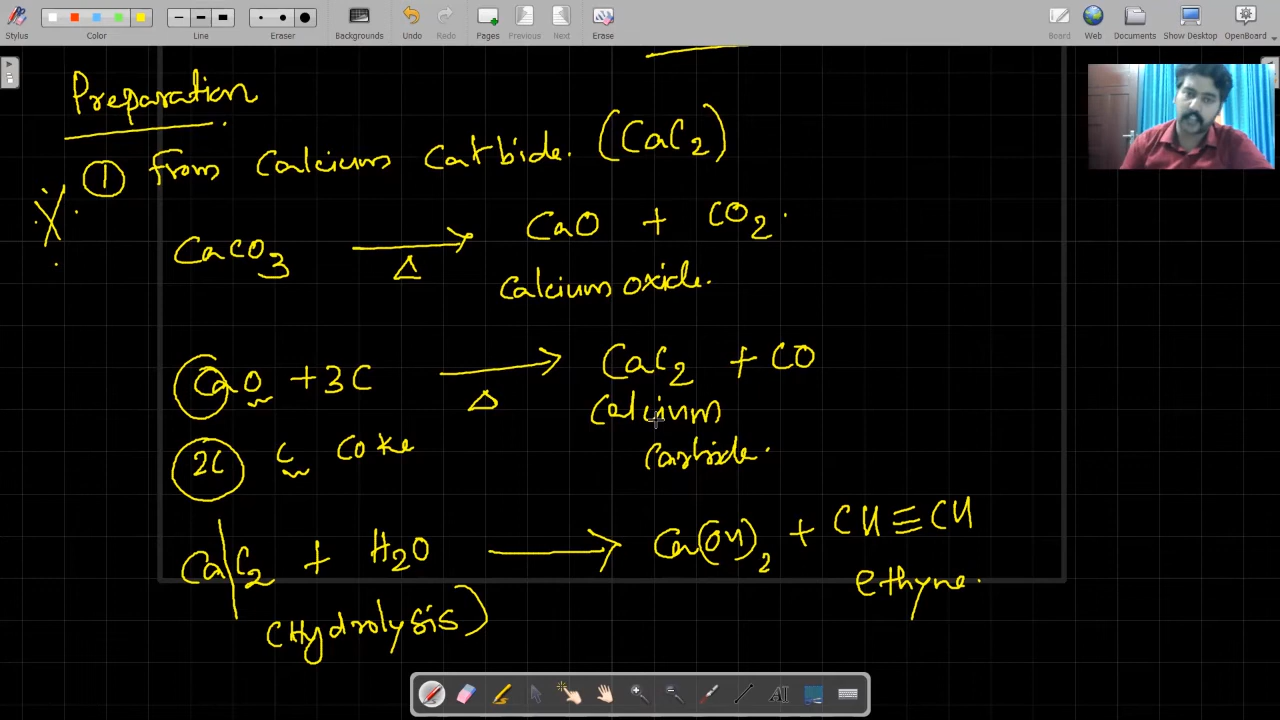 Stylus Color Line Eraser Backgrounds Undo Redo Pages Previous Next Erase Board Web Documents Show Desktop OpenBoard
Preparation
① From Calcium Carbide. (CaC2)
CaCO3 →Δ CaO + CO2.
Calcium oxide.
CaO + 3C →Δ CaC2 + CO
Calcium
Carbide.
2C C Coke
CaC2 + H2O → Ca(OH)2 + CH≡CH
(Hydrolysis)
ethyne.
AI